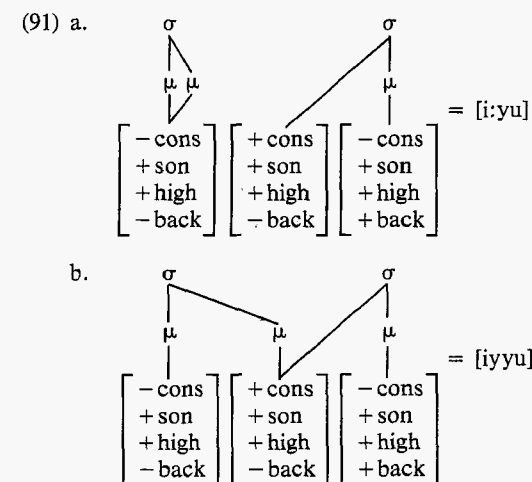 (91) a. σ σ
μ μ μ
[ − cons ] [ + cons ] [ − cons ] = [i:yu]
[ + son ] [ + son ] [ + son ]
[ + high ] [ + high ] [ + high ]
[ − back ] [ − back ] [ + back ]
b. σ σ
μ μ μ
[ − cons ] [ + cons ] [ − cons ] = [iyyu]
[ + son ] [ + son ] [ + son ]
[ + high ] [ + high ] [ + high ]
[ − back ] [ − back ] [ + back ]